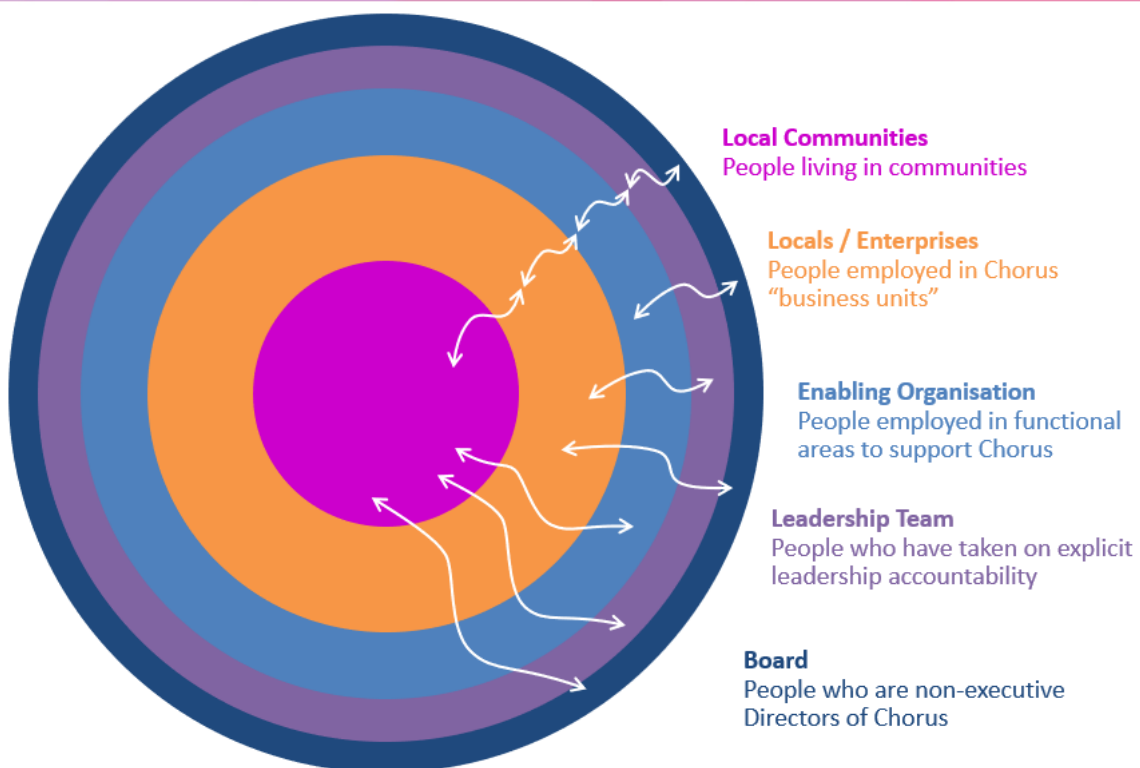 Local Communities
People living in communities
Locals / Enterprises
People employed in Chorus
“business units”
Enabling Organisation
People employed in functional
areas to support Chorus
Leadership Team
People who have taken on explicit
leadership accountability
Board
People who are non-executive
Directors of Chorus